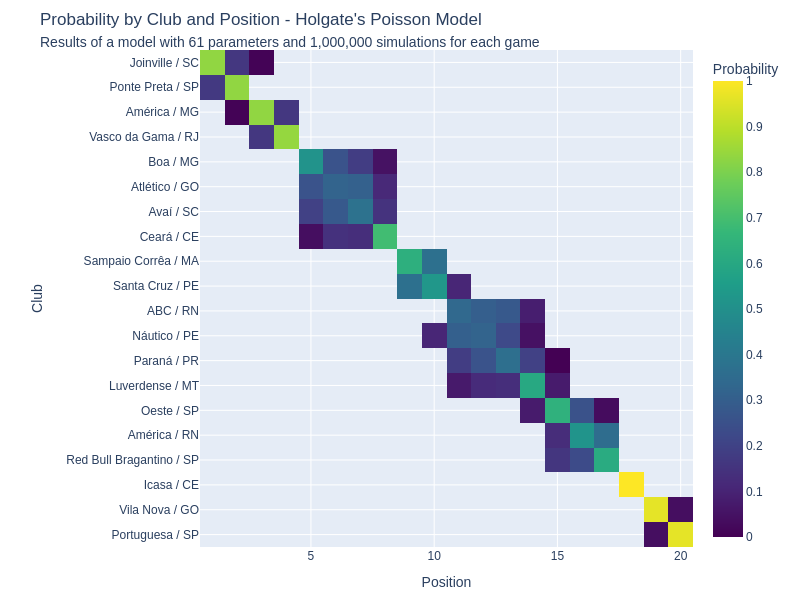 Probability by Club and Position - Holgate's Poisson Model
Results of a model with 61 parameters and 1,000,000 simulations for each game
Probability
Joinville / SC
Ponte Preta / SP
América / MG
Vasco da Gama / RJ
Boa / MG
Atlético / GO
Avaí / SC
Ceará / CE
Sampaio Corrêa / MA
Santa Cruz / PE
ABC / RN
Náutico / PE
Paraná / PR
Luverdense / MT
Oeste / SP
América / RN
Red Bull Bragantino / SP
Icasa / CE
Vila Nova / GO
Portuguesa / SP
Club
5
10
15
20
Position
1
0.9
0.8
0.7
0.6
0.5
0.4
0.3
0.2
0.1
0